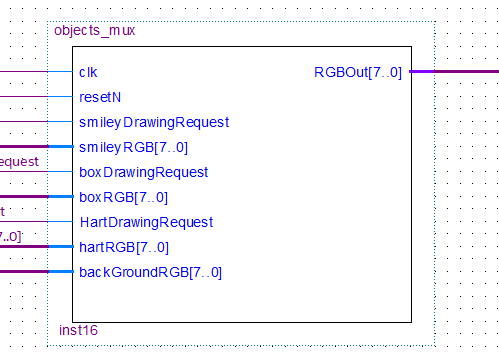 objects_mux
clk
RGBOut[7..0]
resetN
smileyDrawingRequest
smileyRGB[7..0]
equest
boxDrawingRequest
boxRGB[7..0]
t
HartDrawingRequest
7..0]
hartRGB[7..0]
backGroundRGB[7..0]
inst16